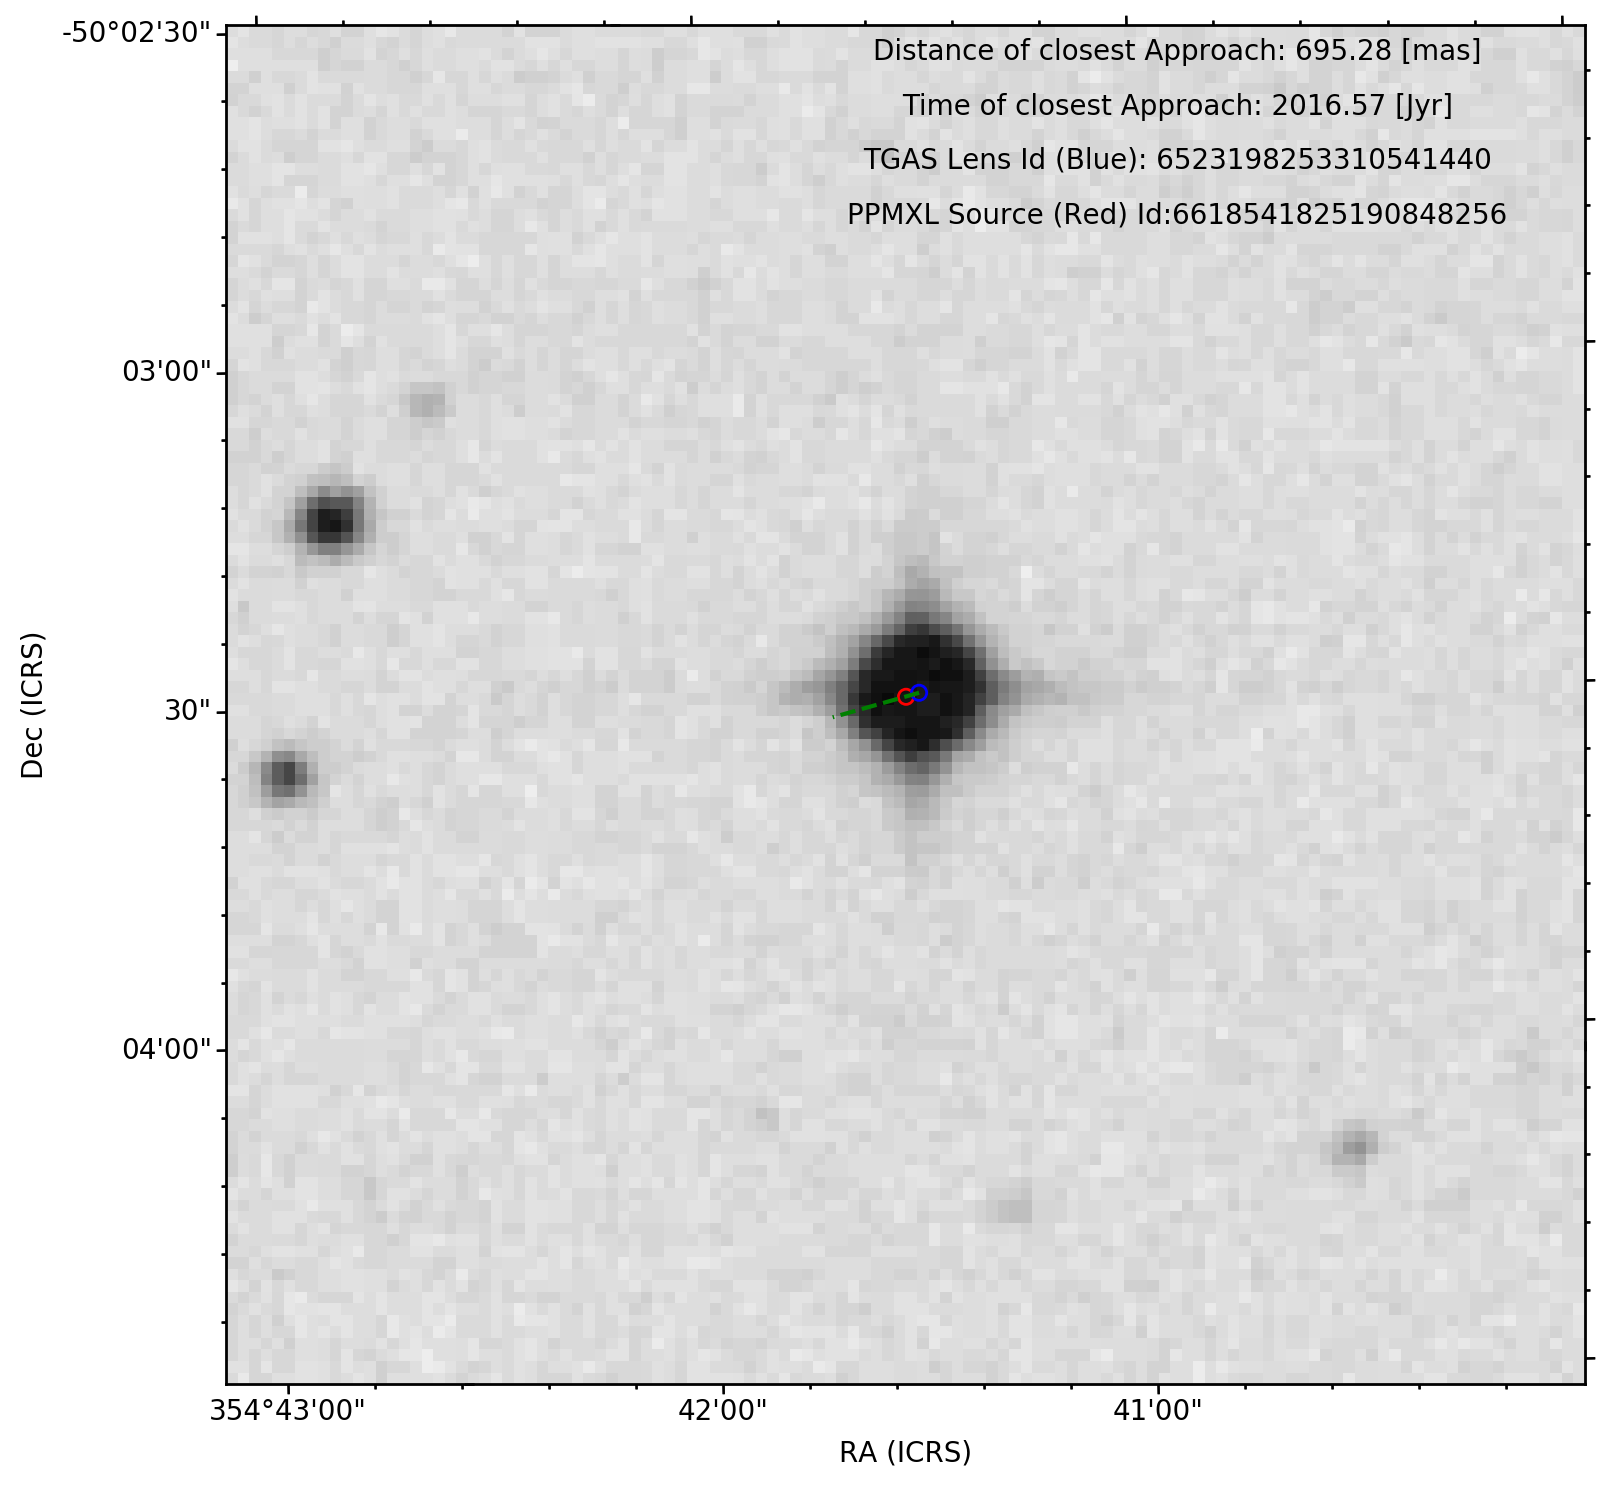 -50°02'30"
Distance of closest Approach: 695.28 [mas]
Time of closest Approach: 2016.57 [Jyr]
TGAS Lens Id (Blue): 6523198253310541440
PPMXL Source (Red) Id:6618541825190848256
03'00"
30"
04'00"
Dec (ICRS)
354°43'00" 42'00" 41'00"
RA (ICRS)